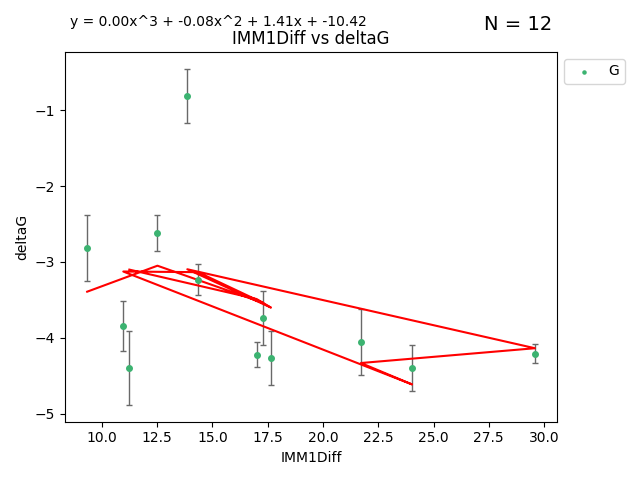 y = 0.00x^3 + -0.08x^2 + 1.41x + -10.42
N = 12
IMM1Diff vs deltaG
G
deltaG
−1
−2
−3
−4
−5
10.0 12.5 15.0 17.5 20.0 22.5 25.0 27.5 30.0
IMM1Diff